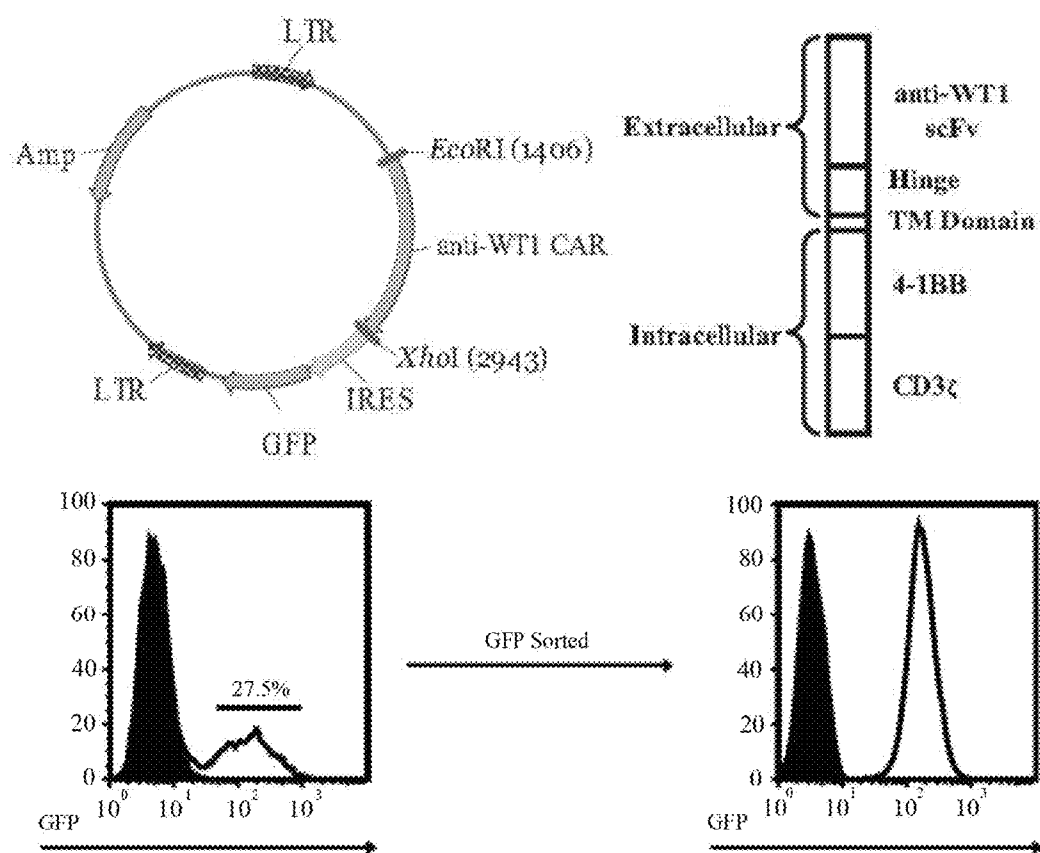 LTR
Amp
EcoRI (1406)
anti-WT1 CAR
XhoI (2943)
IRES
GFP
LTR
Extracellular
anti-WT1
scFv
Hinge
TM Domain
4-1BB
Intracellular
CD3ζ
100
80
60
40
20
0
27.5%
10⁰
10¹
10²
10³
GFP
GFP Sorted
100
80
60
40
20
0
10⁰
10¹
10²
10³
GFP